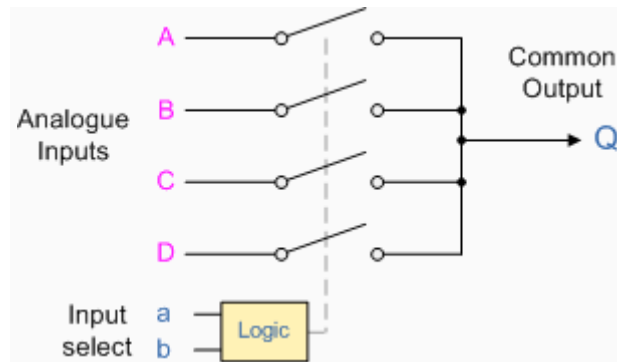 A
Common
Output
B
Analogue
Inputs
Q
C
D
Input
select
a
b
Logic